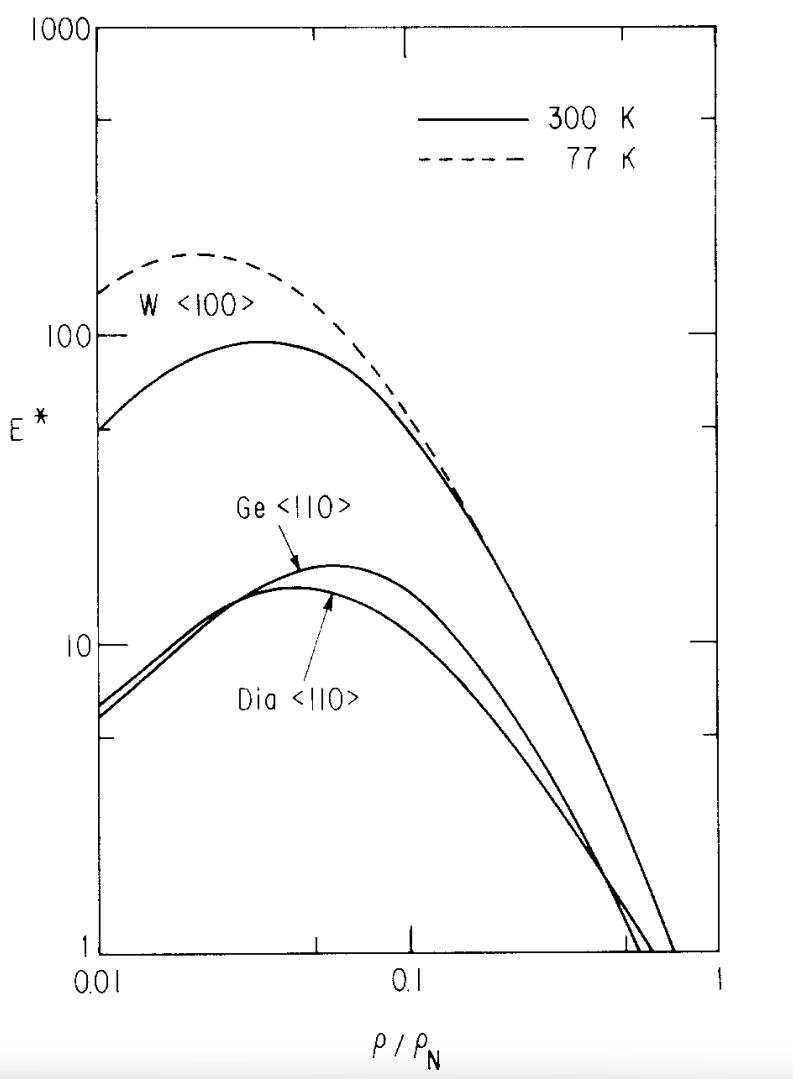 1000
300 K
77 K
W <100>
100
E*
Ge <110>
10
Dia <110>
1
0.01
0.1
1
ρ/ρN